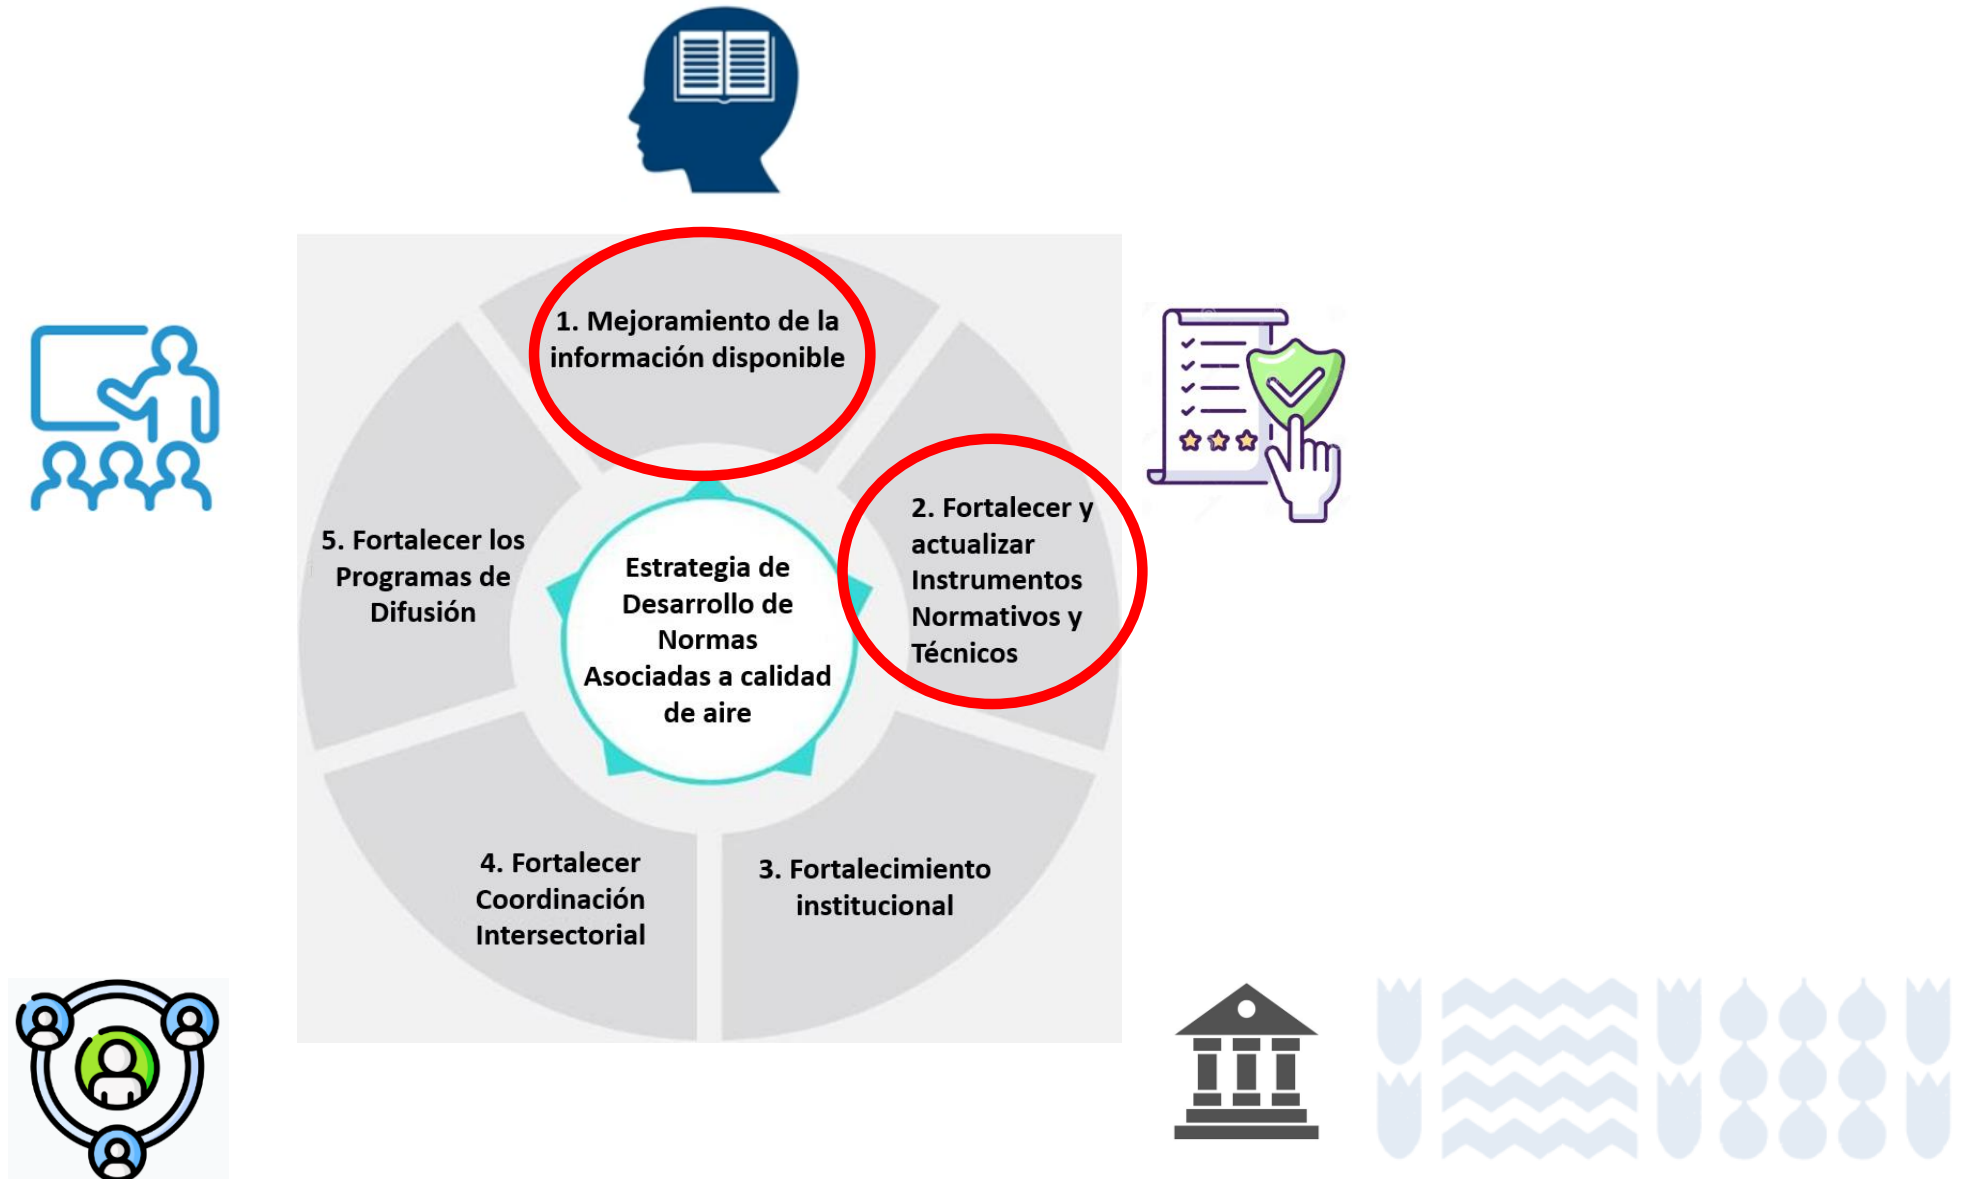 1. Mejoramiento de la
información disponible
2. Fortalecer y
actualizar
Instrumentos
Normativos y
Técnicos
3. Fortalecimiento
institucional
4. Fortalecer
Coordinación
Intersectorial
5. Fortalecer los
Programas de
Difusión
Estrategia de
Desarrollo de
Normas
Asociadas a calidad
de aire